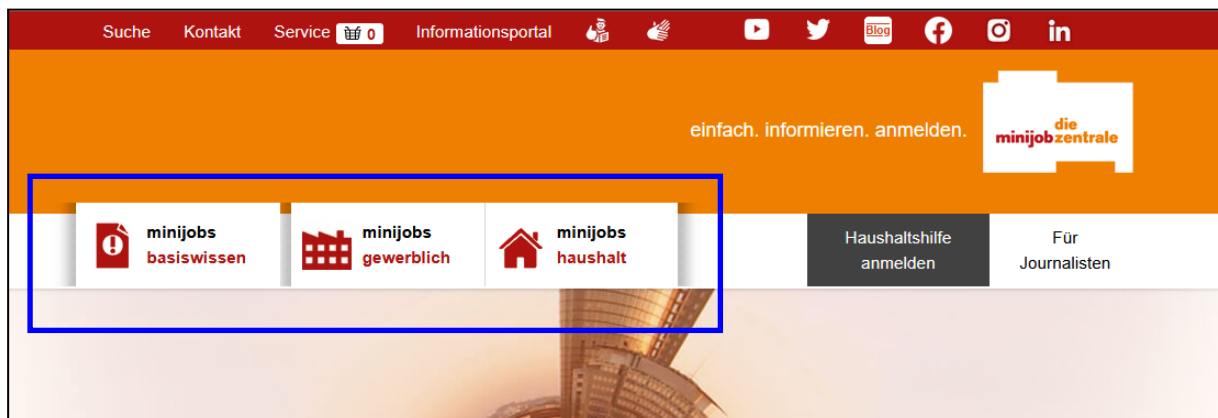 Suche Kontakt Service 0 Informationsportal Blog in
einfach. informieren. anmelden.
die
minijobzentrale
minijobs
basiswissen
minijobs
gewerblich
minijobs
haushalt
Haushaltshilfe
anmelden
Für
Journalisten